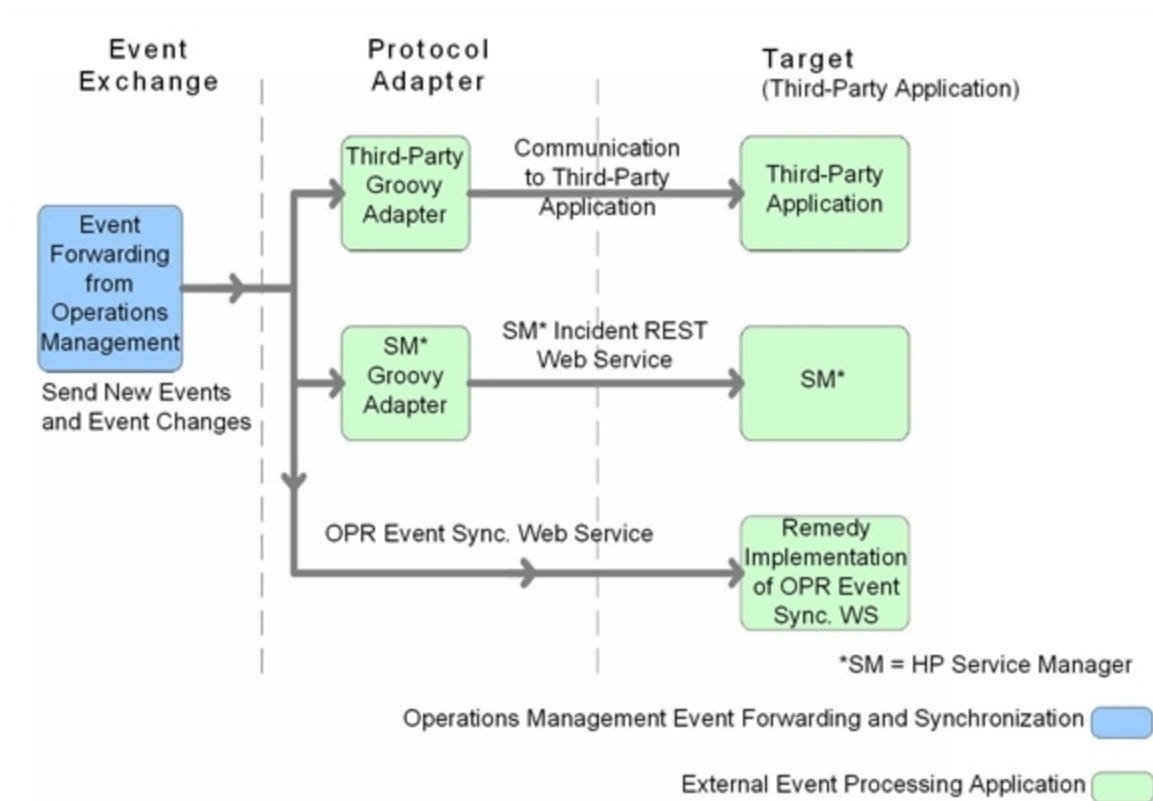 Event
Exchange
Protocol
Adapter
Target
(Third-Party Application)
Event
Forwarding
from
Operations
Management
Send New Events
and Event Changes
Third-Party
Groovy
Adapter
Communication
to Third-Party
Application
Third-Party
Application
SM*
Groovy
Adapter
SM* Incident REST
Web Service
SM*
OPR Event Sync. Web Service
Remedy
Implementation
of OPR Event
Sync. WS
*SM = HP Service Manager
Operations Management Event Forwarding and Synchronization
External Event Processing Application